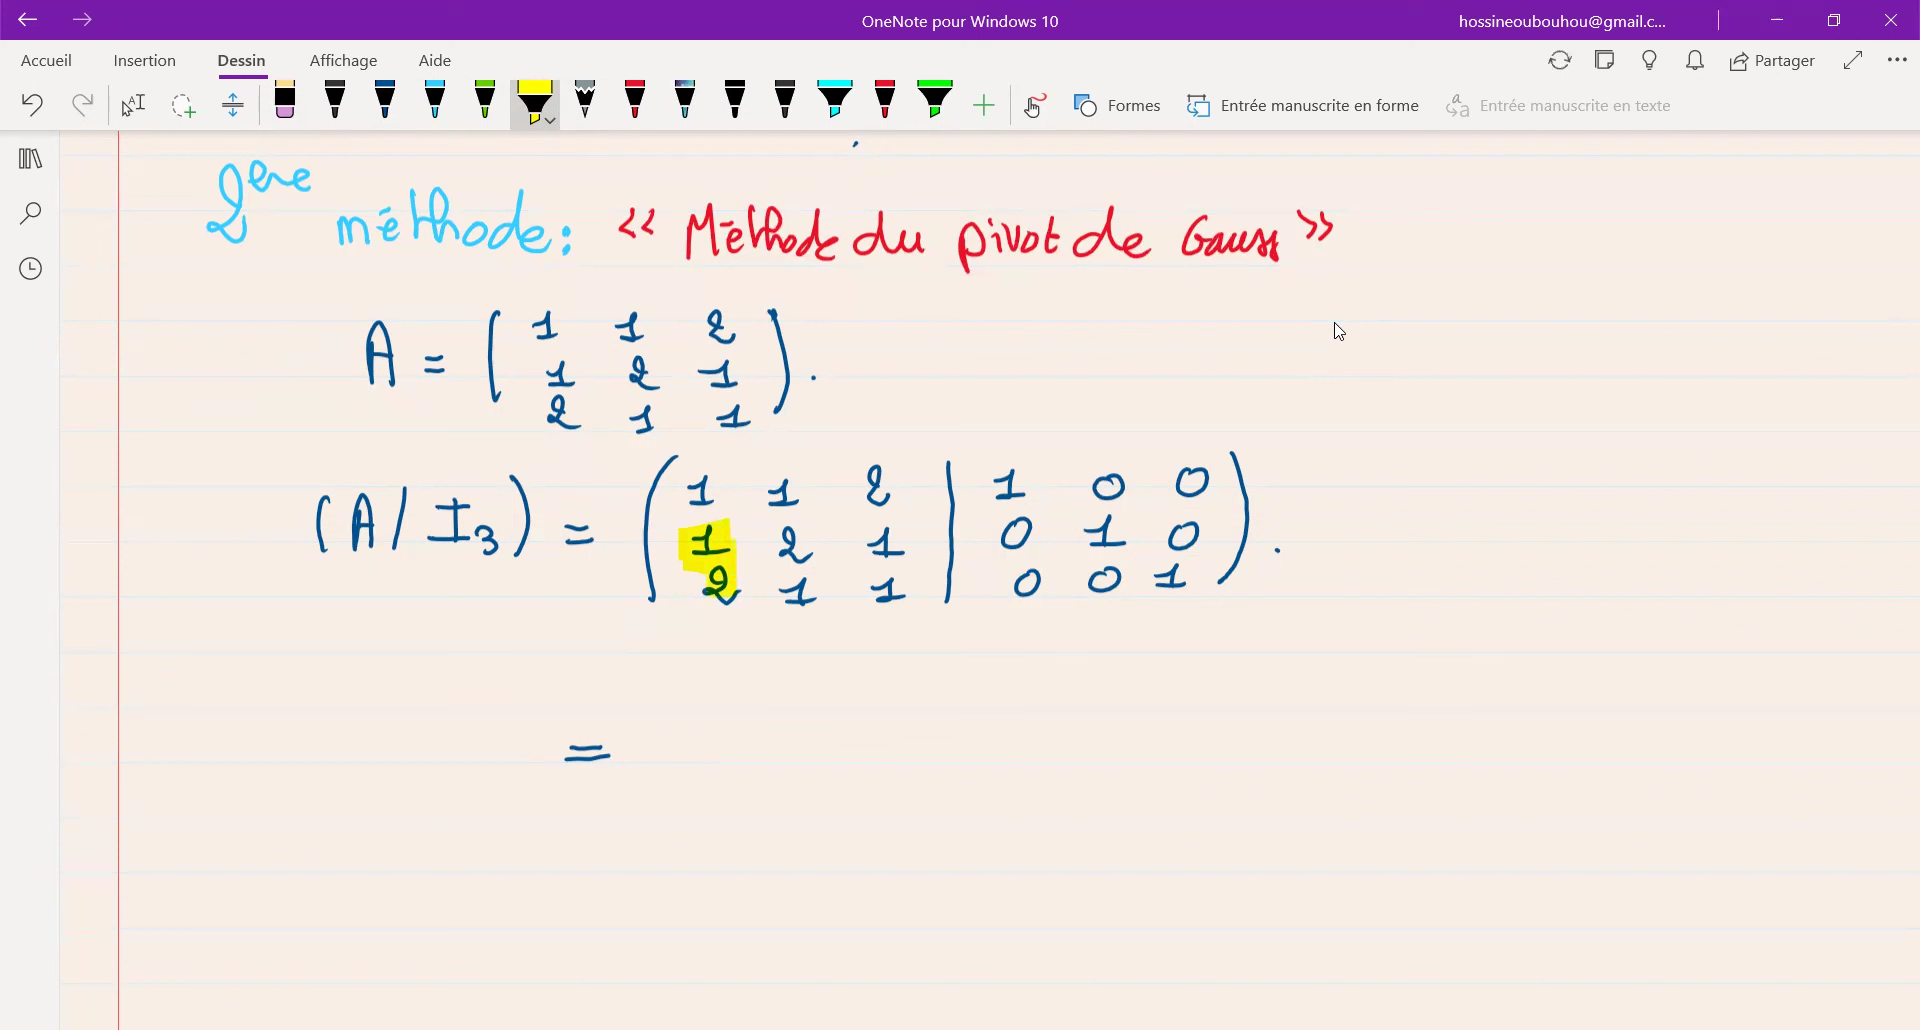 OneNote pour Windows 10 hossineoubouhou@gmail.c...
Accueil Insertion Dessin Affichage Aide Partager
Formes Entrée manuscrite en forme Entrée manuscrite en texte
2ème méthode: << Méthode du pivot de Gauss >>
A = ( 1 1 2
1 2 1
2 1 1 ).
(A/I₃) = ( 1 1 2 | 1 0 0
1 2 1 | 0 1 0
2 1 1 | 0 0 1 ).
=